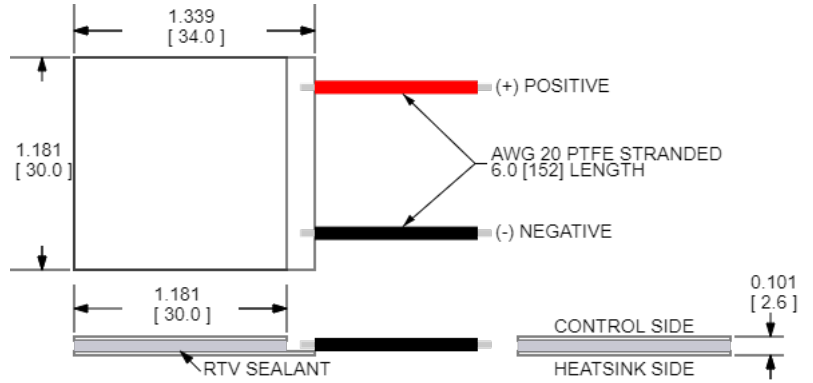 1.339
[ 34.0 ]
(+) POSITIVE
1.181
[ 30.0 ]
AWG 20 PTFE STRANDED
6.0 [152] LENGTH
(-) NEGATIVE
1.181
[ 30.0 ]
0.101
[ 2.6 ]
CONTROL SIDE
RTV SEALANT
HEATSINK SIDE